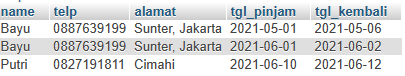 name telp alamat tgl_pinjam tgl_kembali
Bayu 0887639199 Sunter, Jakarta 2021-05-01 2021-05-06
Bayu 0887639199 Sunter, Jakarta 2021-06-01 2021-06-02
Putri 0827191811 Cimahi 2021-06-10 2021-06-12